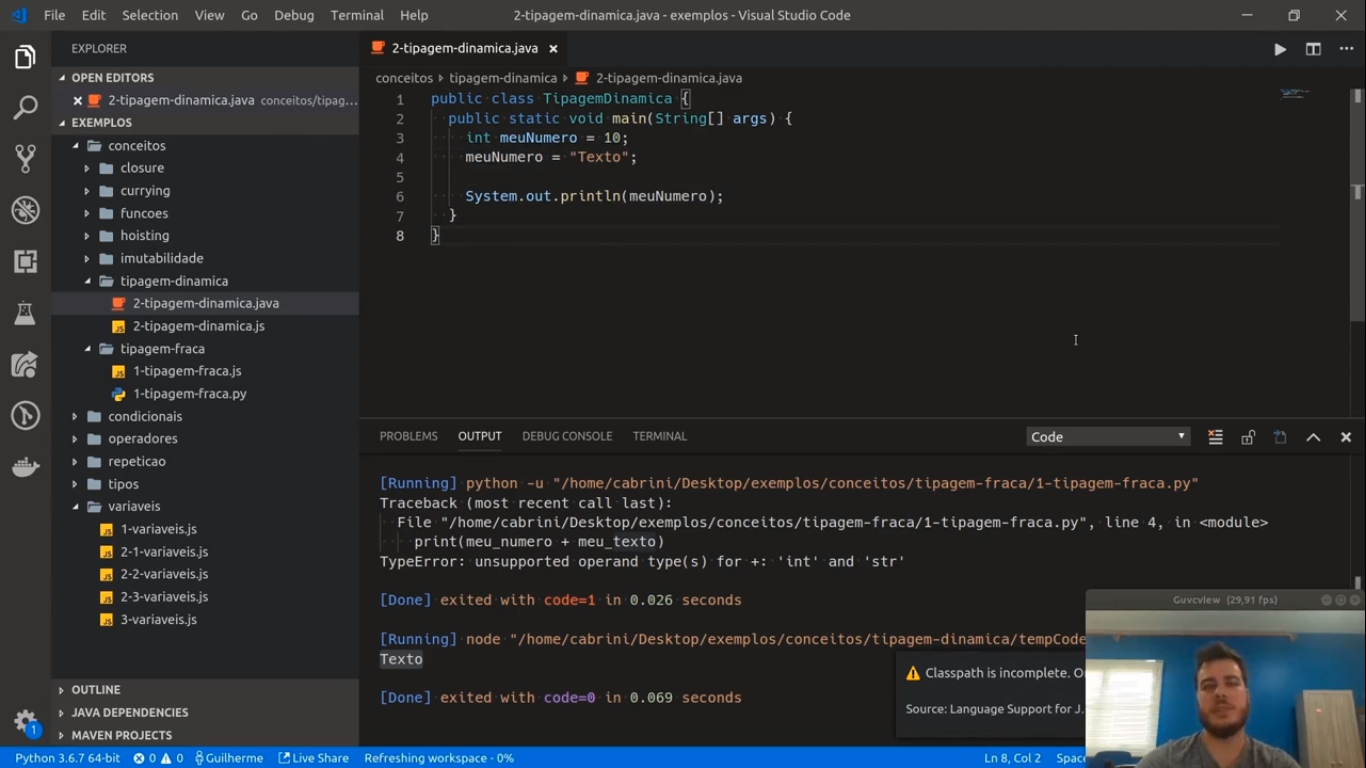 File Edit Selection View Go Debug Terminal Help 2-tipagem-dinamica.java - exemplos - Visual Studio Code
EXPLORER
OPEN EDITORS
2-tipagem-dinamica.java conceitos/tipag...
EXEMPLOS
conceitos
closure
currying
funcoes
hoisting
imutabilidade
tipagem-dinamica
2-tipagem-dinamica.java
2-tipagem-dinamica.js
tipagem-fraca
1-tipagem-fraca.js
1-tipagem-fraca.py
condicionais
operadores
repeticao
tipos
variaveis
1-variaveis.js
2-1-variaveis.js
2-2-variaveis.js
2-3-variaveis.js
3-variaveis.js
OUTLINE
JAVA DEPENDENCIES
MAVEN PROJECTS
1
2-tipagem-dinamica.java
conceitos › tipagem-dinamica › 2-tipagem-dinamica.java
1 public class TipagemDinamica {
2 public static void main(String[] args) {
3 int meuNumero = 10;
4 meuNumero = "Texto";
5
6 System.out.println(meuNumero);
7 }
8 }
PROBLEMS OUTPUT DEBUG CONSOLE TERMINAL Code
[Running] python -u "/home/cabrini/Desktop/exemplos/conceitos/tipagem-fraca/1-tipagem-fraca.py"
Traceback (most recent call last):
File "/home/cabrini/Desktop/exemplos/conceitos/tipagem-fraca/1-tipagem-fraca.py", line 4, in <module>
print(meu_numero + meu_texto)
TypeError: unsupported operand type(s) for +: 'int' and 'str'
[Done] exited with code=1 in 0.026 seconds
[Running] node "/home/cabrini/Desktop/exemplos/conceitos/tipagem-dinamica/tempCode
Texto
[Done] exited with code=0 in 0.069 seconds
Classpath is incomplete. O
Source: Language Support for J.
Guvcview (29,91 fps)
Python 3.6.7 64-bit 0 0 Guilherme Live Share Refreshing workspace - 0% Ln 8, Col 2 Space